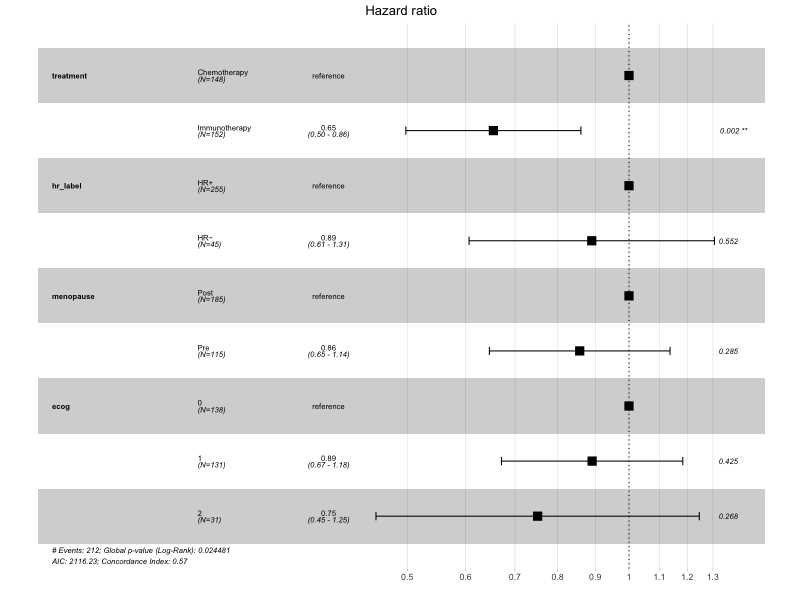 Hazard ratio
treatment Chemotherapy reference
(N=148)
Immunotherapy 0.65
(N=152) (0.50 - 0.86) 0.002 **
hr_label HR+ reference
(N=255)
HR− 0.89
(N=45) (0.61 - 1.31) 0.552
menopause Post reference
(N=185)
Pre 0.86
(N=115) (0.65 - 1.14) 0.285
ecog 0 reference
(N=138)
1 0.89
(N=131) (0.67 - 1.18) 0.425
2 0.75
(N=31) (0.45 - 1.25) 0.268
# Events: 212; Global p-value (Log-Rank): 0.024481
AIC: 2116.23; Concordance Index: 0.57
0.5 0.6 0.7 0.8 0.9 1 1.1 1.2 1.3